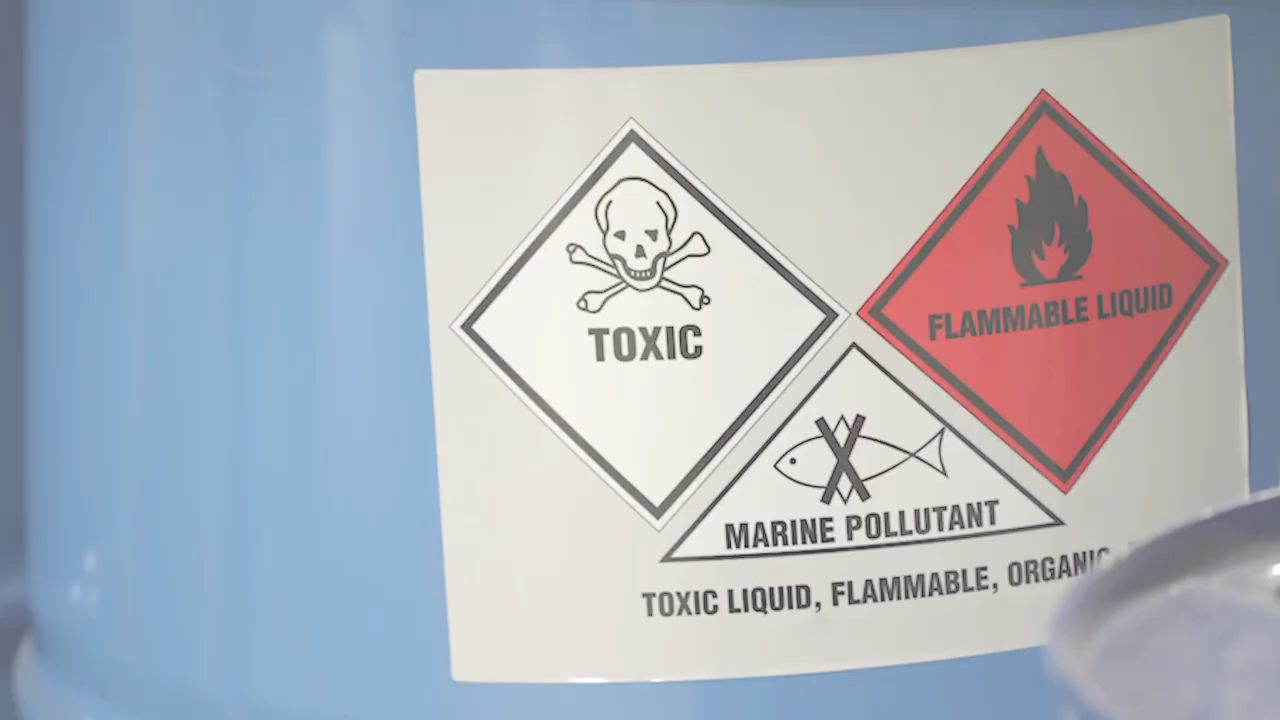 TOXIC
FLAMMABLE LIQUID
MARINE POLLUTANT
TOXIC LIQUID, FLAMMABLE, ORGANIC